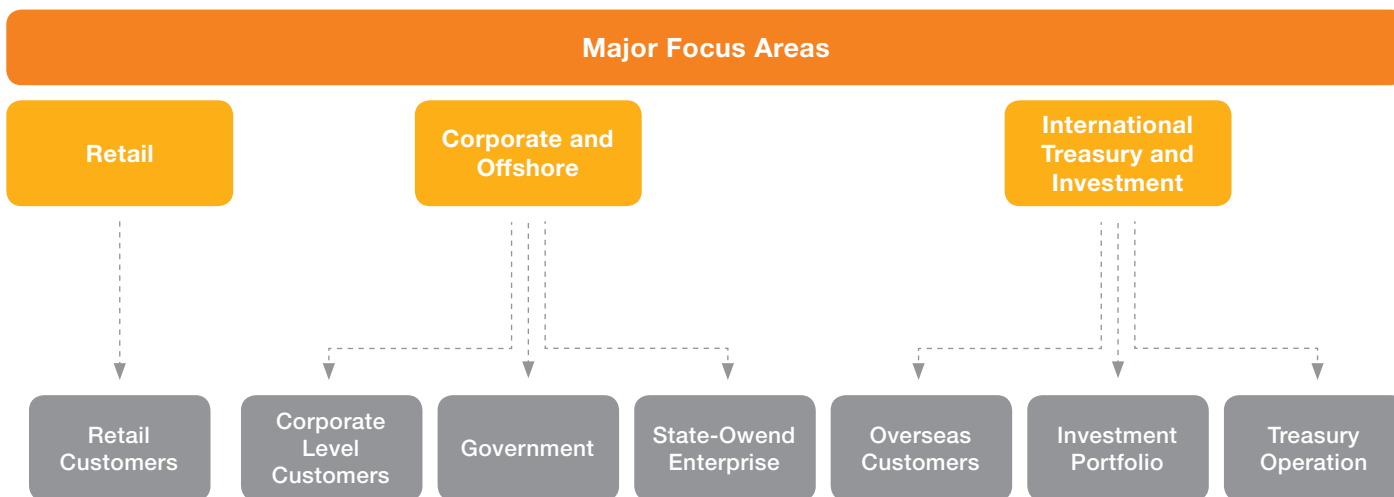 Major Focus Areas
Retail
Corporate and
Offshore
International
Treasury and
Investment
Retail
Customers
Corporate
Level
Customers
Government
State-Owend
Enterprise
Overseas
Customers
Investment
Portfolio
Treasury
Operation